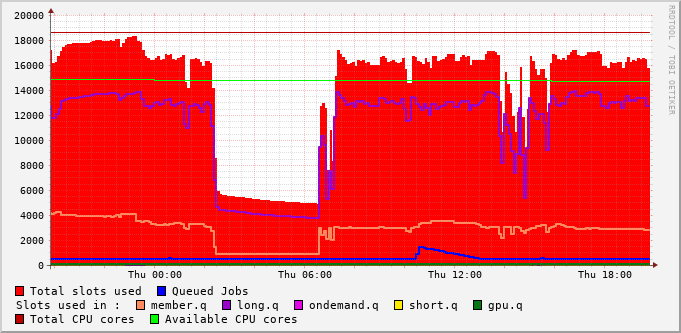 20000
18000
16000
14000
12000
10000
8000
6000
4000
2000
0
Thu 00:00 Thu 06:00 Thu 12:00 Thu 18:00
RRDTOOL / TOBI OETIKER
Total slots used Queued Jobs
Slots used in : member.q long.q ondemand.q short.q gpu.q
Total CPU cores Available CPU cores